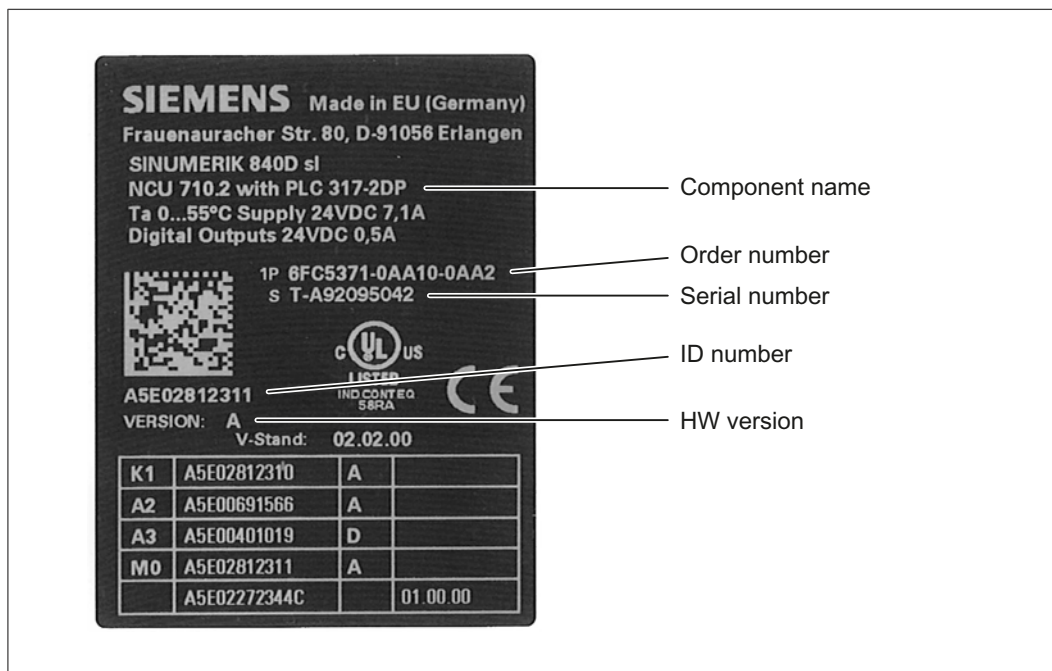 SIEMENS Made in EU (Germany)
Frauenauracher Str. 80, D-91056 Erlangen
SINUMERIK 840D sl
NCU 710.2 with PLC 317-2DP
Component name
Ta 0...55°C Supply 24VDC 7,1A
Digital Outputs 24VDC 0,5A
1P 6FC5371-0AA10-0AA2
Order number
S T-A92095042
Serial number
C UL US
LISTED
IND.CONT.EQ
58RA
CE
A5E02812311
ID number
VERSION: A
HW version
V-Stand: 02.02.00
K1 A5E02812310 A
A2 A5E00691566 A
A3 A5E00401019 D
M0 A5E02812311 A
A5E02272344C 01.00.00